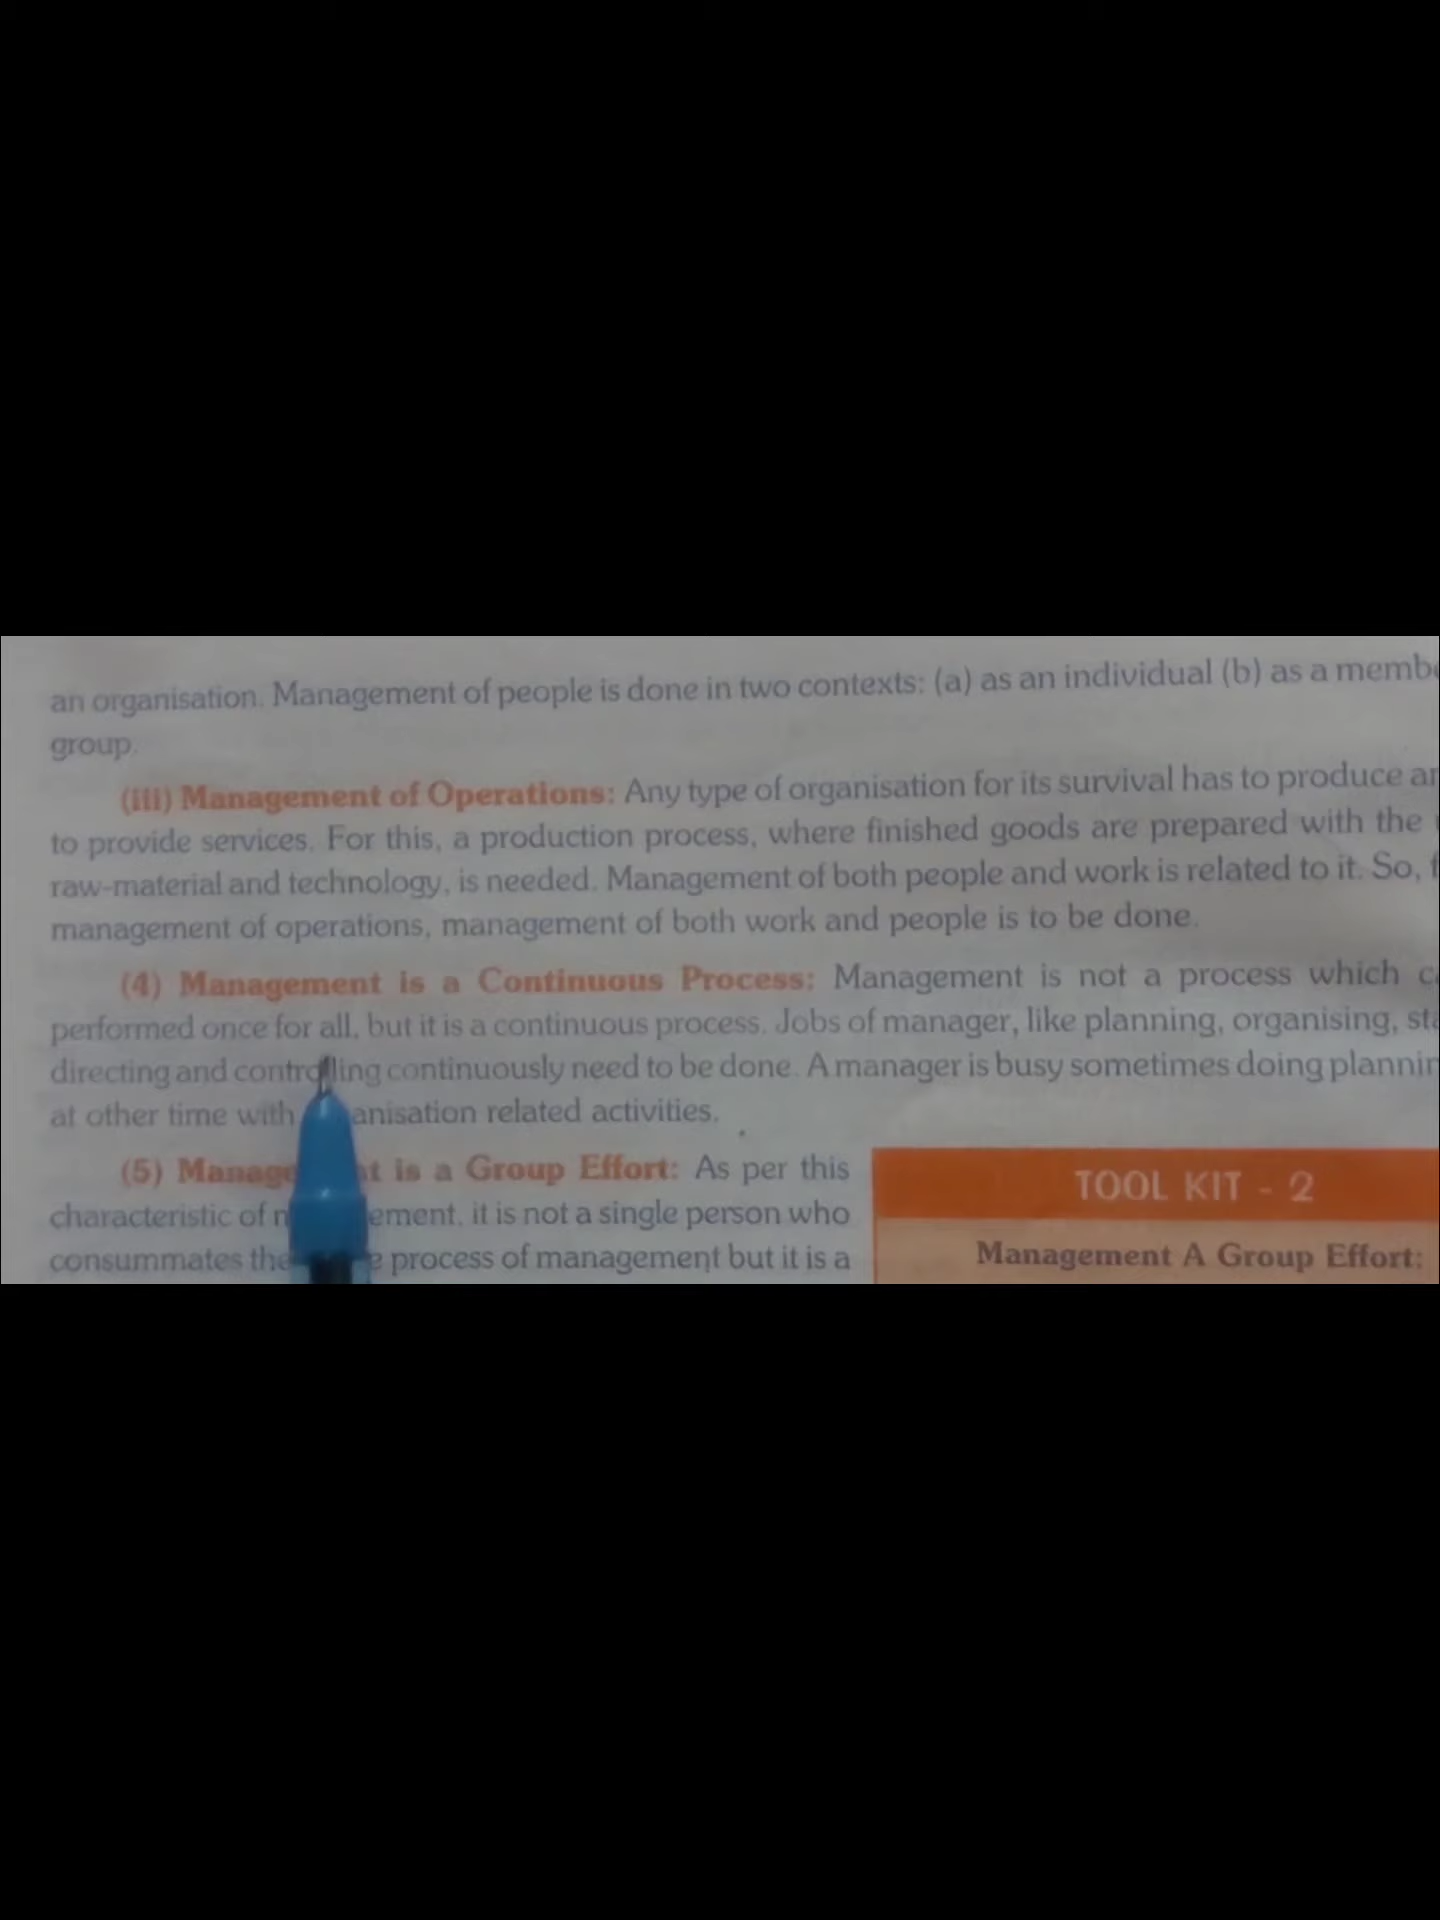 an organisation. Management of people is done in two contexts: (a) as an individual (b) as a
group.
(iii) Management of Operations: Any type of organisation for its survival has to produce
to provide services. For this, a production process, where finished goods are prepared with the
raw-material and technology, is needed. Management of both people and work is related to it. So,
management of operations, management of both work and people is to be done.
(4) Management is a Continuous Process: Management is not a process which
performed once for all, but it is a continuous process. Jobs of manager, like planning, organising,
directing and controlling continuously need to be done. A manager is busy sometimes doing
at other time with related activities.
(5) is a Group Effort: As per this
characteristic of it is not a single person who
consummates process of management but it is a
TOOL KIT - 2
Management A Group Effort: